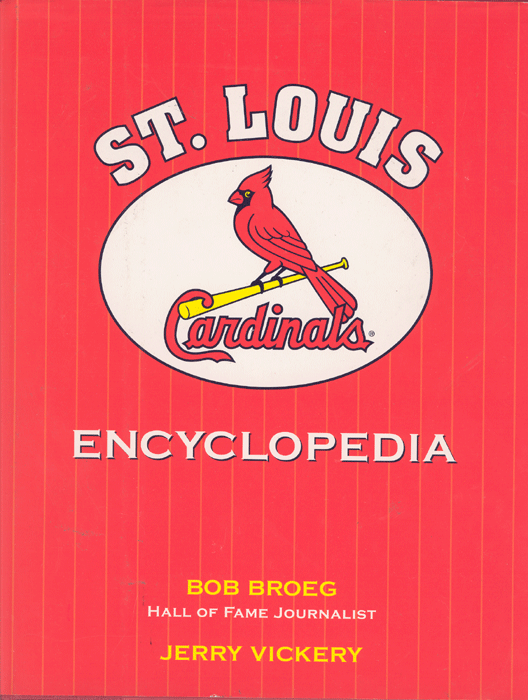 ST. LOUIS
Cardinals®
ENCYCLOPEDIA
BOB BROEG
HALL OF FAME JOURNALIST
JERRY VICKERY